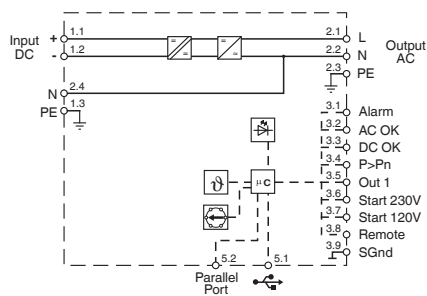 Input DC
+ 1.1
- 1.2
N 2.4
PE 1.3
2.1 L
2.2 N
2.3 PE
Output AC
3.1 Alarm
3.2 AC OK
3.3 DC OK
3.4 P>Pn
3.5 Out 1
3.6 Start 230V
3.7 Start 120V
3.8 Remote
3.9 SGnd
ϑ
µC
5.2 5.1
Parallel Port